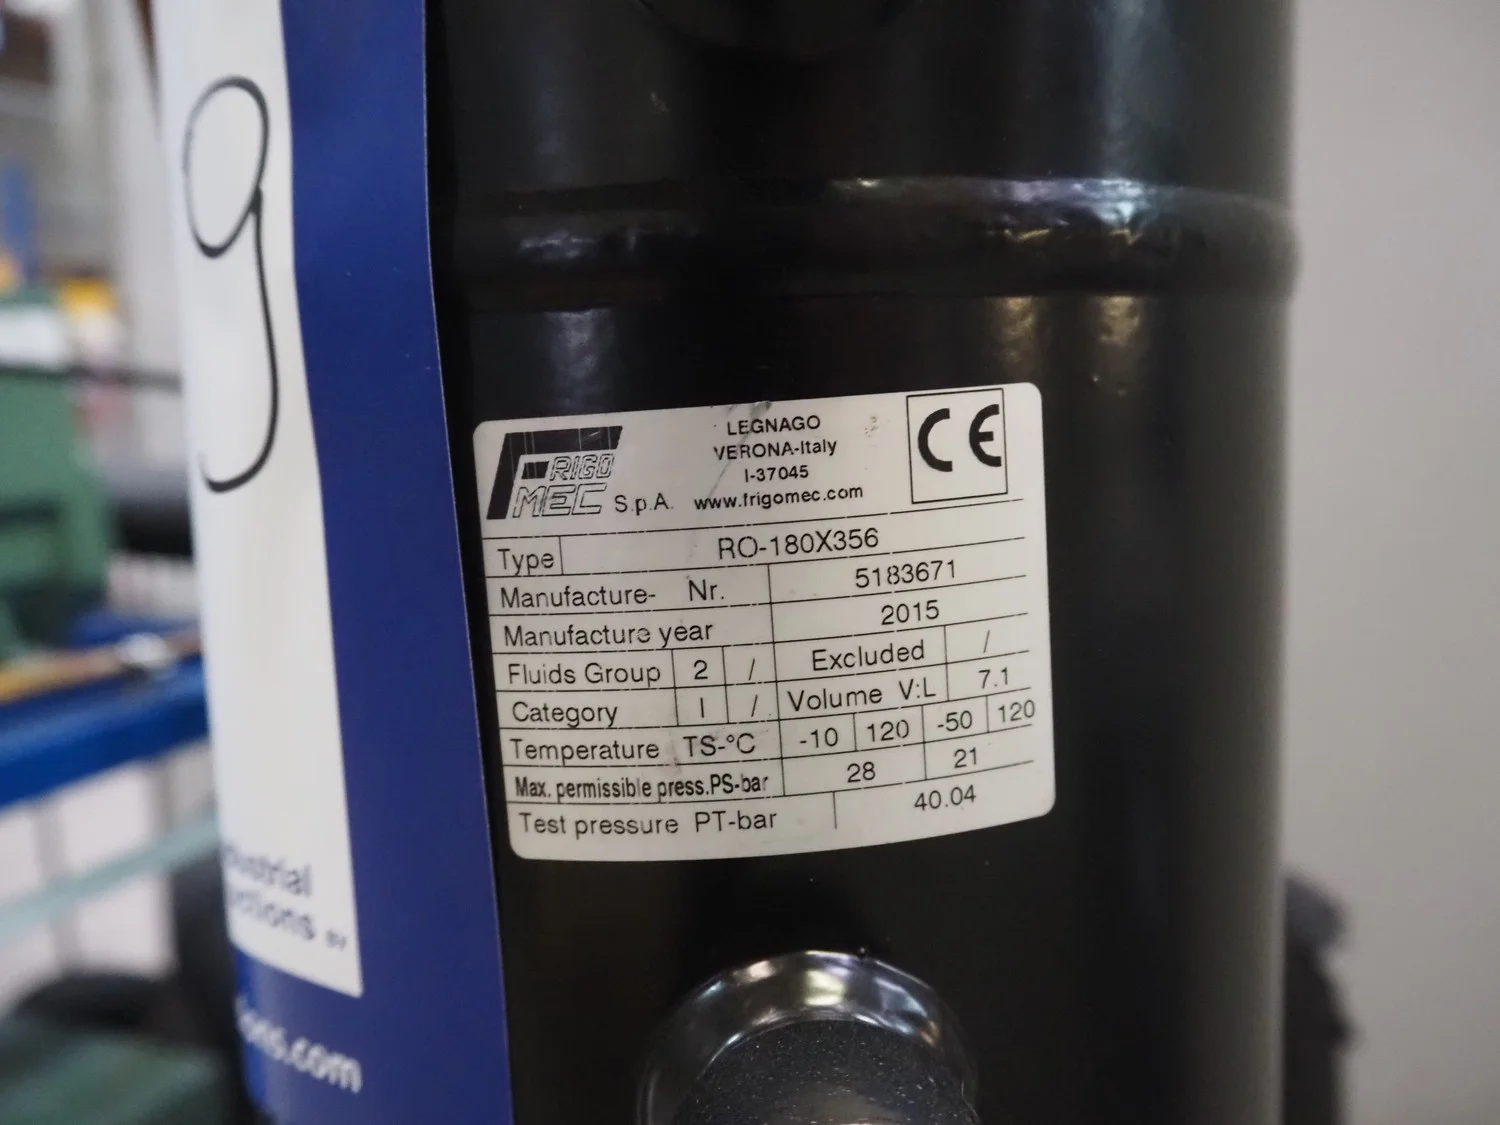 9
FRIGO
MEC S.p.A.
LEGNAGO
VERONA-Italy
I-37045
www.frigomec.com
CE
Type RO-180X356
Manufacture- Nr. 5183671
Manufacture year 2015
Fluids Group 2 / Excluded /
Category I / Volume V:L 7.1
Temperature TS-°C -10 120 -50 120
Max. permissible press.PS-bar 28 21
Test pressure PT-bar 40.04